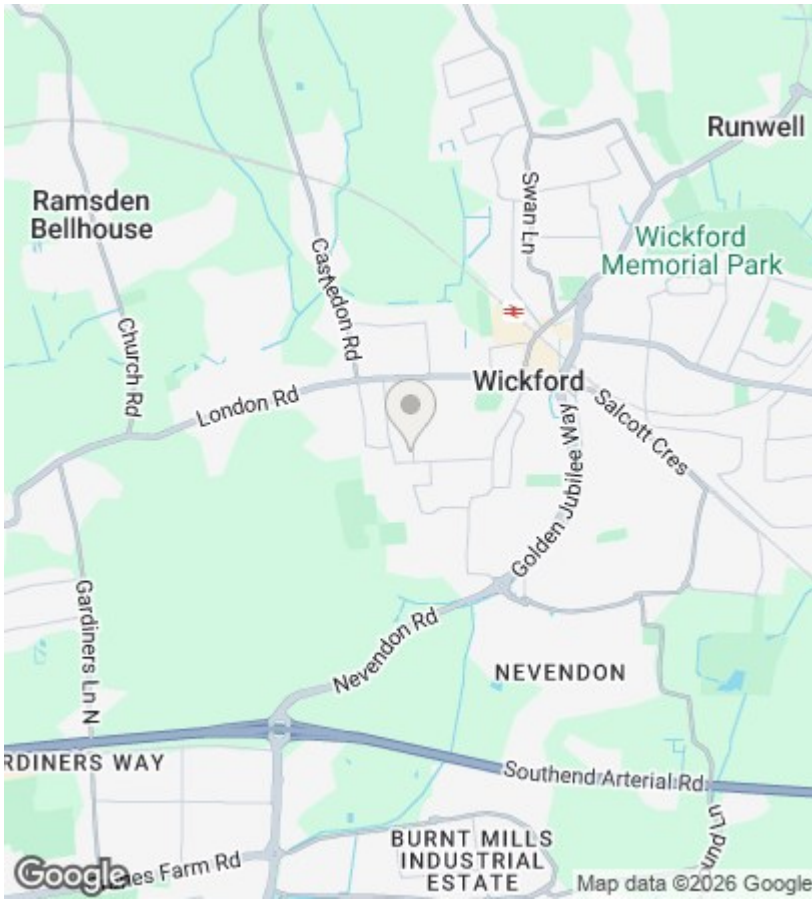 Runwell
Ramsden
Bellhouse
Swan Ln
Wickford
Memorial Park
Castledon Rd
Church Rd
London Rd
Wickford
Salcott Cres
Golden Jubilee Way
Gardiners Ln N
Nevendon Rd
NEVENDON
RDINERS WAY
Southend Arterial Rd
BURNT MILLS
INDUSTRIAL
ESTATE
Farm Rd
Google
Map data ©2026 Google